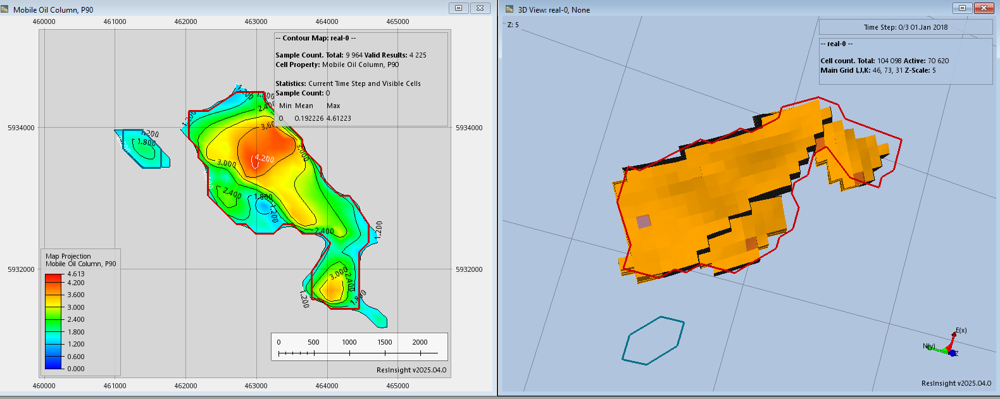 Mobile Oil Column, P90
460000 461000 462000 463000 464000 465000
-- Contour Map: real-0 --
Sample Count. Total: 9 964 Valid Results: 4 225
Cell Property: Mobile Oil Column, P90
Statistics: Current Time Step and Visible Cells
Sample Count: 0
Min Mean Max
0 0.192226 4.61223
5934000
5934000
5932000
5932000
1.200
1.800
2.400
1.200
3.600
1.200
1.800
3.000
4.200
3.000
2.400
1.800
1.200
2.400
1.200
3.000
2.400
1.200
Map Projection
Mobile Oil Column, P90
4.613
4.200
3.600
3.000
2.400
1.800
1.200
0.600
0.000
0 500 1000 1500 2000
ResInsight v2025.04.0
460000 461000 462000 463000 464000 465000
3D View: real-0, None
Z: 5
Time Step: 0/3 01.Jan 2018
-- real-0 --
Cell count. Total: 104 098 Active: 70 620
Main Grid I,J,K: 46, 73, 31 Z-Scale: 5
E(x)
N(y)
Z
ResInsight v2025.04.0